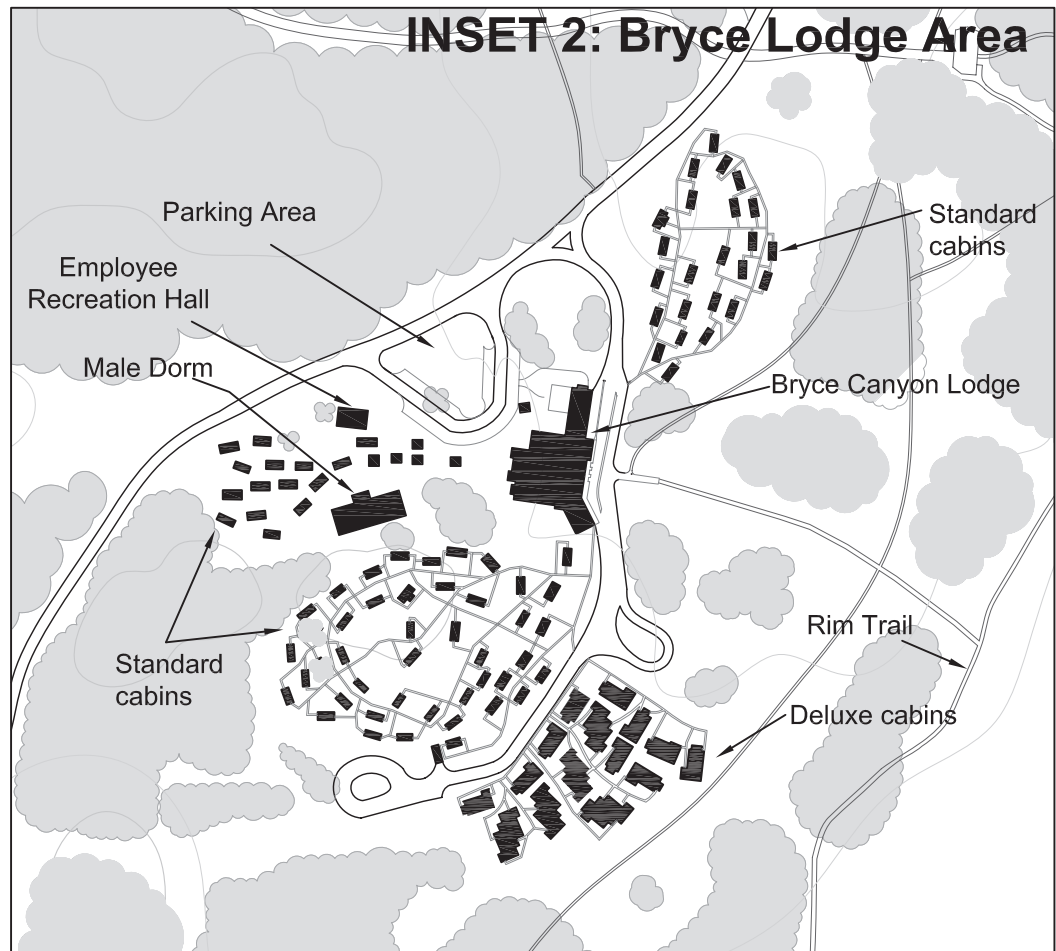 INSET 2: Bryce Lodge Area
Parking Area
Standard
cabins
Employee
Recreation Hall
Male Dorm
Bryce Canyon Lodge
Rim Trail
Standard
cabins
Deluxe cabins